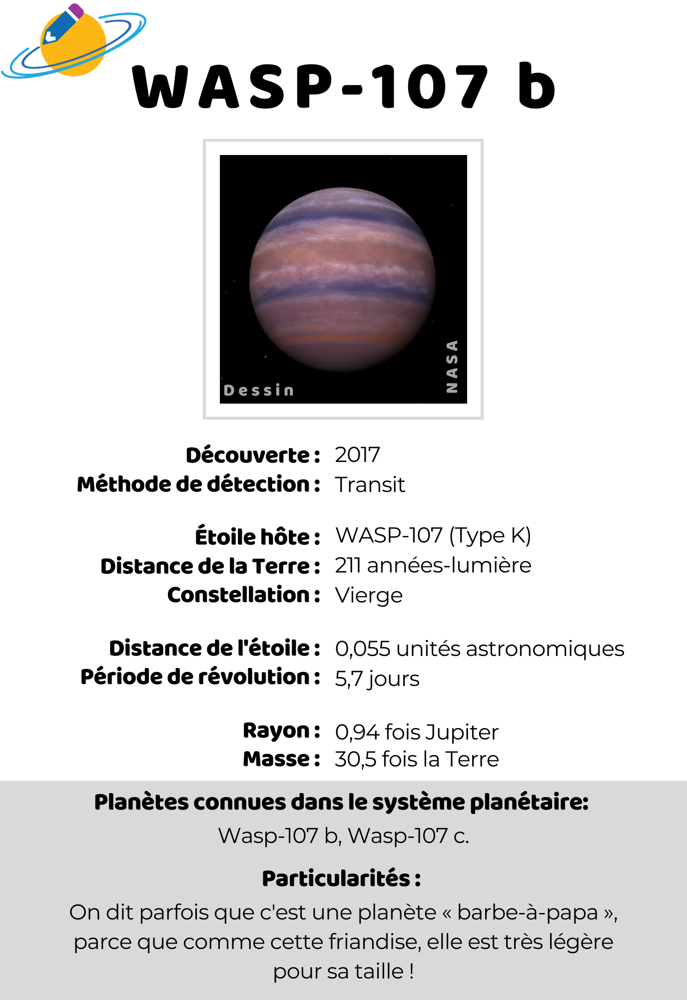 WASP-107 b
Dessin
NASA
Découverte : 2017
Méthode de détection : Transit
Étoile hôte : WASP-107 (Type K)
Distance de la Terre : 211 années-lumière
Constellation : Vierge
Distance de l'étoile : 0,055 unités astronomiques
Période de révolution : 5,7 jours
Rayon : 0,94 fois Jupiter
Masse : 30,5 fois la Terre
Planètes connues dans le système planétaire:
Wasp-107 b, Wasp-107 c.
Particularités :
On dit parfois que c'est une planète « barbe-à-papa »,
parce que comme cette friandise, elle est très légère
pour sa taille !